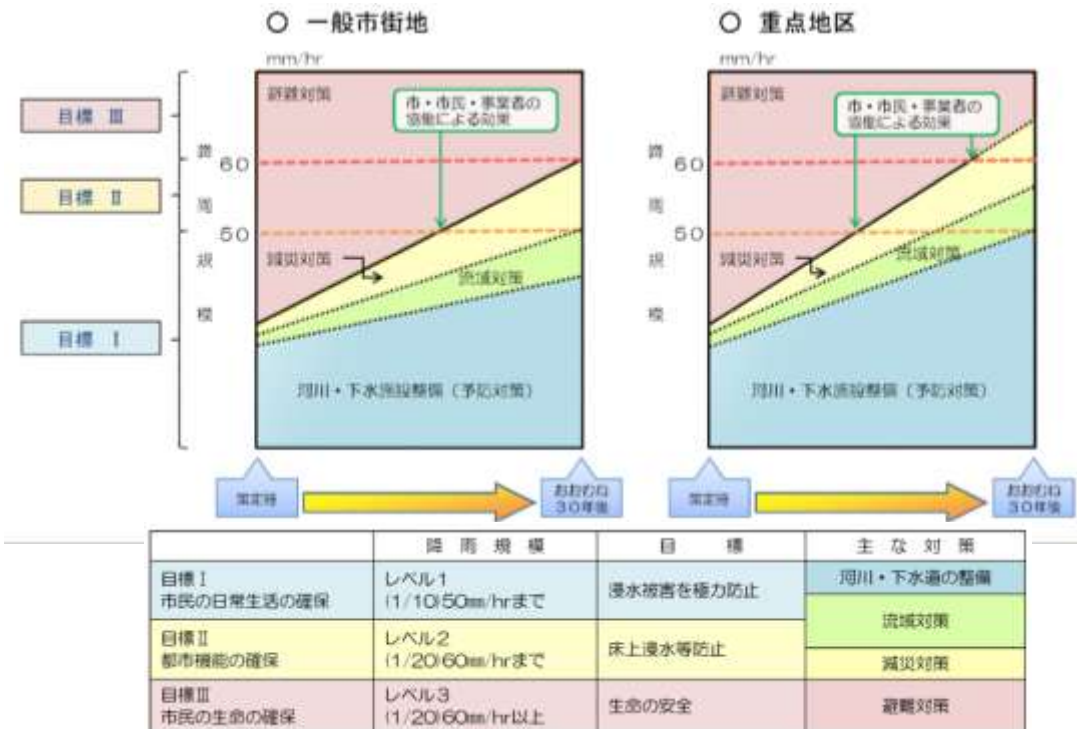 ○ 一般市街地
○ 重点地区
mm/hr
mm/hr
目標 Ⅲ
目標 Ⅱ
目標 Ⅰ
降雨規模
60
50
避難対策
市・市民・事業者の
協働による効果
減災対策
流域対策
河川・下水施設整備(予防対策)
策定時
おおむね
30年後
降雨規模
60
50
避難対策
市・市民・事業者の
協働による効果
減災対策
流域対策
河川・下水施設整備(予防対策)
策定時
おおむね
30年後
降雨規模 目標 主な対策
目標Ⅰ
市民の日常生活の確保
レベル1
(1/10)50mm/hrまで
浸水被害を極力防止
河川・下水道の整備
流域対策
目標Ⅱ
都市機能の確保
レベル2
(1/20)60mm/hrまで
床上浸水等防止
減災対策
目標Ⅲ
市民の生命の確保
レベル3
(1/20)60mm/hr以上
生命の安全
避難対策